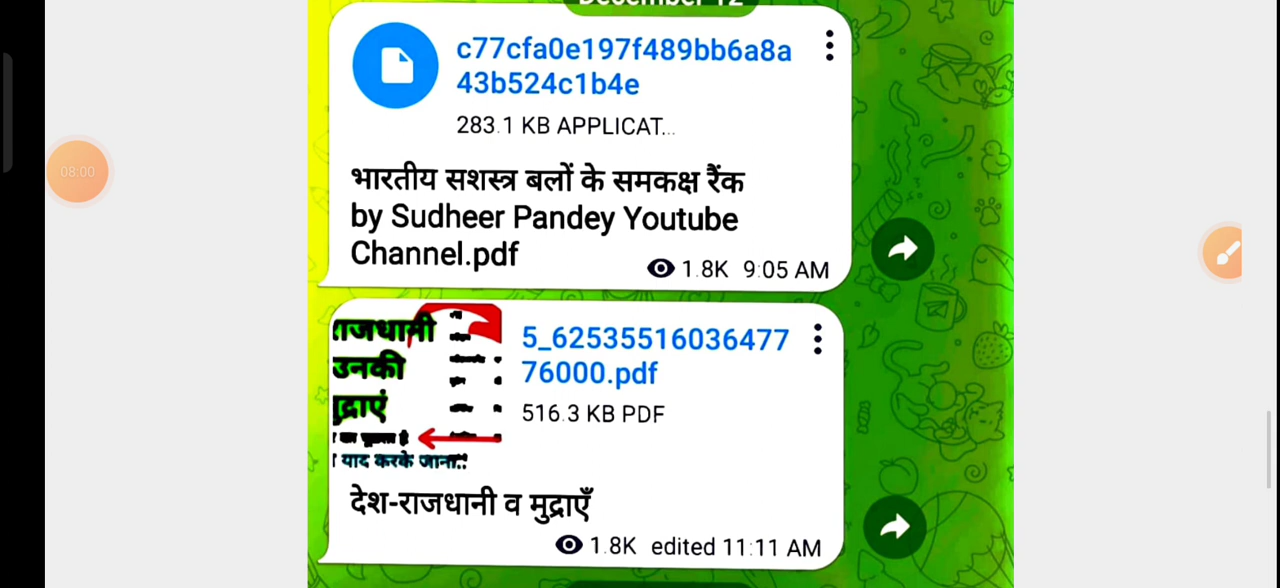 December 12
c77cfa0e197f489bb6a8a
43b524c1b4e
283.1 KB APPLICAT...
भारतीय सशस्त्र बलों के समकक्ष रैंक
by Sudheer Pandey Youtube
Channel.pdf
1.8K 9:05 AM
08:00
राजधानी
उनकी
मुद्राएं
याद करके जाना..
5_62535516036477
76000.pdf
516.3 KB PDF
देश-राजधानी व मुद्राएँ
1.8K edited 11:11 AM